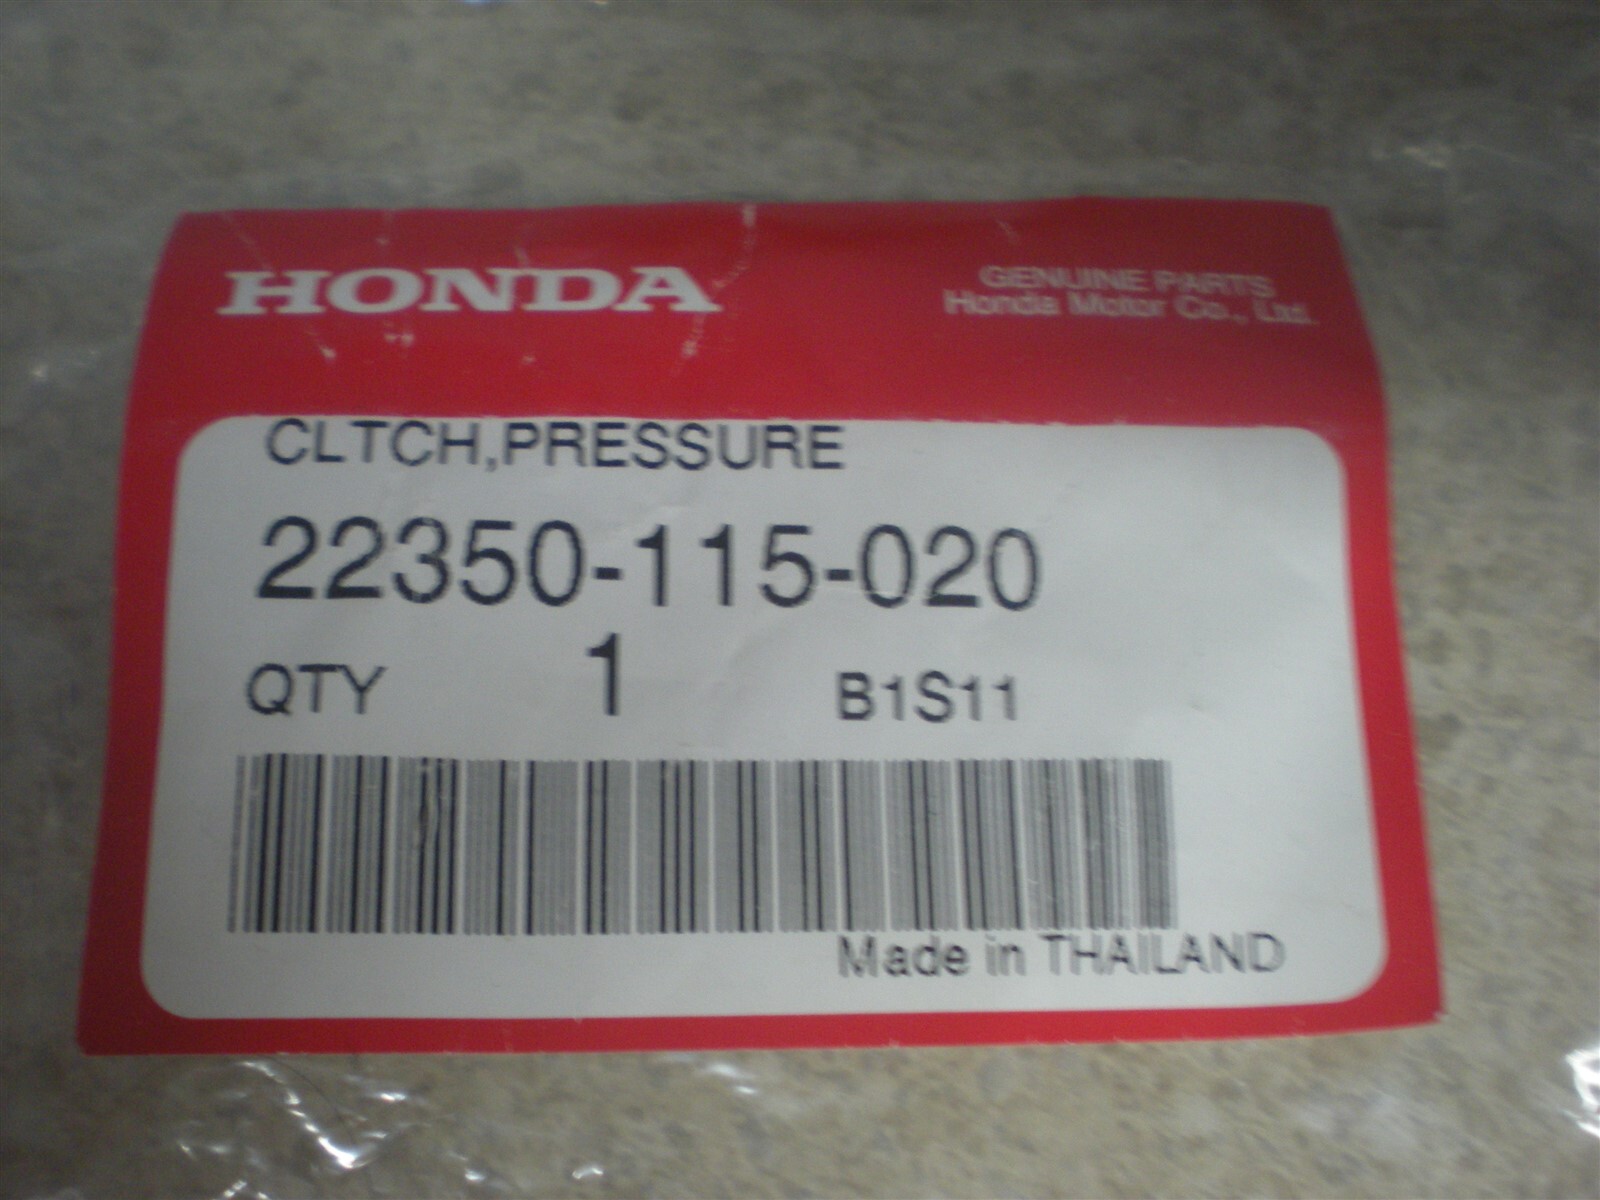 HONDA
GENUINE PARTS
Honda Motor Co., Ltd.
CLTCH,PRESSURE
22350-115-020
QTY 1 B1S11
Made in THAILAND